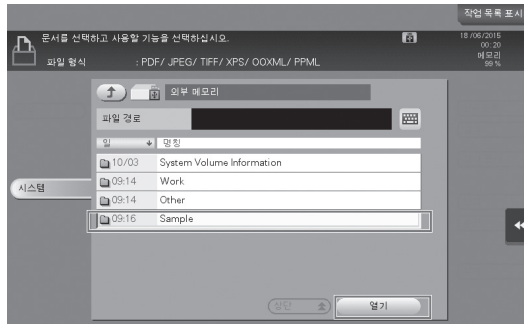 작업 목록 표시
문서를 선택하고 사용할 기능을 선택하십시오.
18/06/2015
00:20
메모리
99 %
파일 형식 : PDF/ JPEG/ TIFF/ XPS/ OOXML/ PPML
외부 메모리
파일 경로
일 명칭
10/03 System Volume Information
09:14 Work
시스템
09:14 Other
09:16 Sample
상단
열기